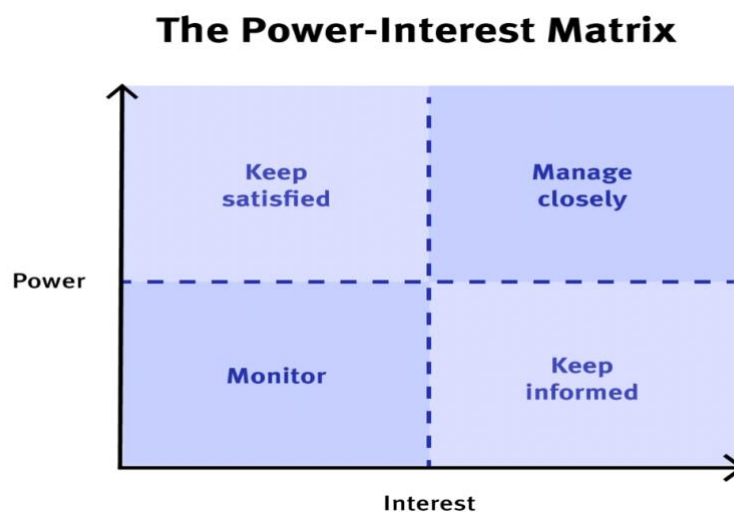 The Power-Interest Matrix
Keep
satisfied
Manage
closely
Power
Monitor
Keep
informed
Interest